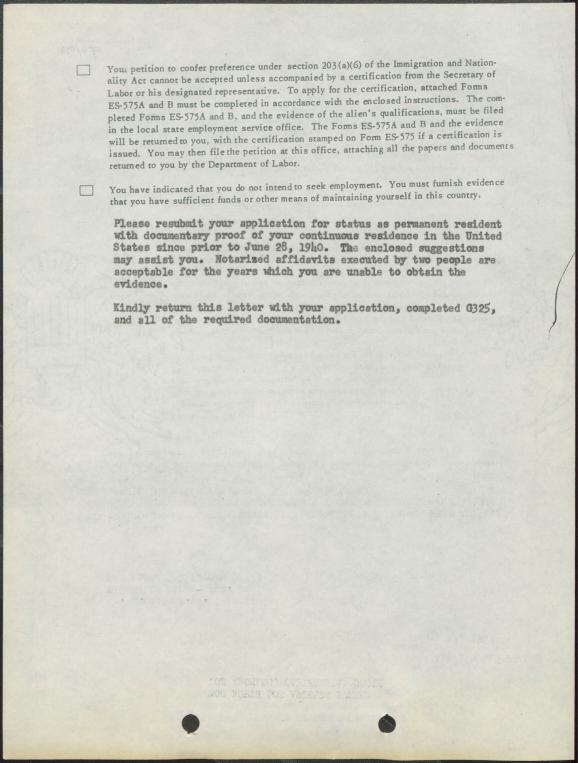 Your petition to confer preference under section 203(a)(6) of the Immigration and Nation-
ality Act cannot be accepted unless accompanied by a certification from the Secretary of
Labor or his designated representative. To apply for the certification, attached Forms
ES-575A and B must be completed in accordance with the enclosed instructions. The com-
pleted Forms ES-575A and B, and the evidence of the alien's qualifications, must be filed
in the local state employment service office. The Forms ES-575A and B and the evidence
will be returned to you, with the certification stamped on Form ES-575 if a certification is
issued. You may then file the petition at this office, attaching all the papers and documents
returned to you by the Department of Labor.
You have indicated that you do not intend to seek employment. You must furnish evidence
that you have sufficient funds or other means of maintaining yourself in this country.
Please resubmit your application for status as permanent resident
with documentary proof of your continuous residence in the United
States since prior to June 28, 1940. The enclosed suggestions
may assist you. Notarized affidavits executed by two people are
acceptable for the years which you are unable to obtain the
evidence.
Kindly return this letter with your application, completed G325,
and all of the required documentation.